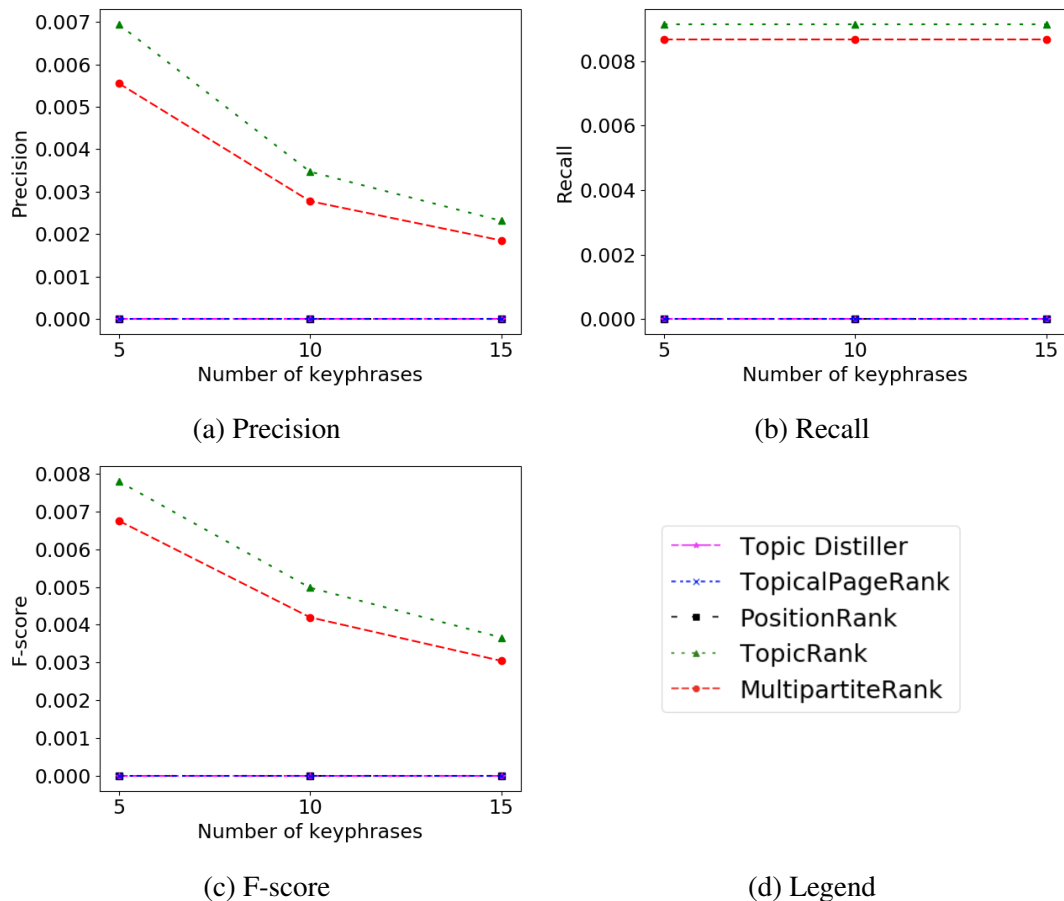 0.007
0.006
0.005
0.004
0.003
0.002
0.001
0.000
Precision
5 10 15
Number of keyphrases
(a) Precision
0.008
0.006
0.004
0.002
0.000
Recall
5 10 15
Number of keyphrases
(b) Recall
0.008
0.007
0.006
0.005
0.004
0.003
0.002
0.001
0.000
F-score
5 10 15
Number of keyphrases
(c) F-score
Topic Distiller
TopicalPageRank
PositionRank
TopicRank
MultipartiteRank
(d) Legend